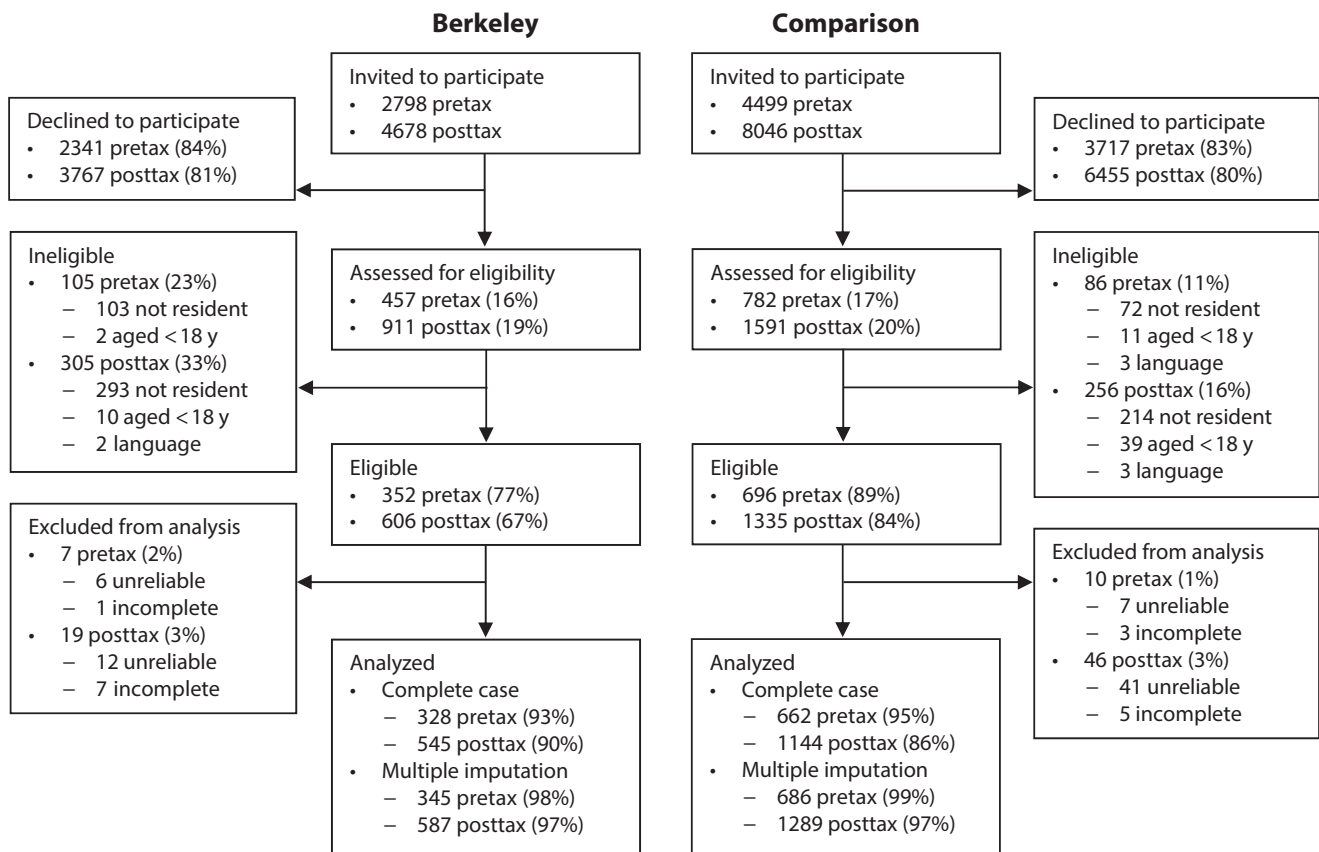 Berkeley
Invited to participate
• 2798 pretax
• 4678 posttax
Declined to participate
• 2341 pretax (84%)
• 3767 posttax (81%)
Assessed for eligibility
• 457 pretax (16%)
• 911 posttax (19%)
Ineligible
• 105 pretax (23%)
– 103 not resident
– 2 aged < 18 y
• 305 posttax (33%)
– 293 not resident
– 10 aged < 18 y
– 2 language
Eligible
• 352 pretax (77%)
• 606 posttax (67%)
Excluded from analysis
• 7 pretax (2%)
– 6 unreliable
– 1 incomplete
• 19 posttax (3%)
– 12 unreliable
– 7 incomplete
Analyzed
• Complete case
– 328 pretax (93%)
– 545 posttax (90%)
• Multiple imputation
– 345 pretax (98%)
– 587 posttax (97%)
Comparison
Invited to participate
• 4499 pretax
• 8046 posttax
Declined to participate
• 3717 pretax (83%)
• 6455 posttax (80%)
Assessed for eligibility
• 782 pretax (17%)
• 1591 posttax (20%)
Ineligible
• 86 pretax (11%)
– 72 not resident
– 11 aged < 18 y
– 3 language
• 256 posttax (16%)
– 214 not resident
– 39 aged < 18 y
– 3 language
Eligible
• 696 pretax (89%)
• 1335 posttax (84%)
Excluded from analysis
• 10 pretax (1%)
– 7 unreliable
– 3 incomplete
• 46 posttax (3%)
– 41 unreliable
– 5 incomplete
Analyzed
• Complete case
– 662 pretax (95%)
– 1144 posttax (86%)
• Multiple imputation
– 686 pretax (99%)
– 1289 posttax (97%)